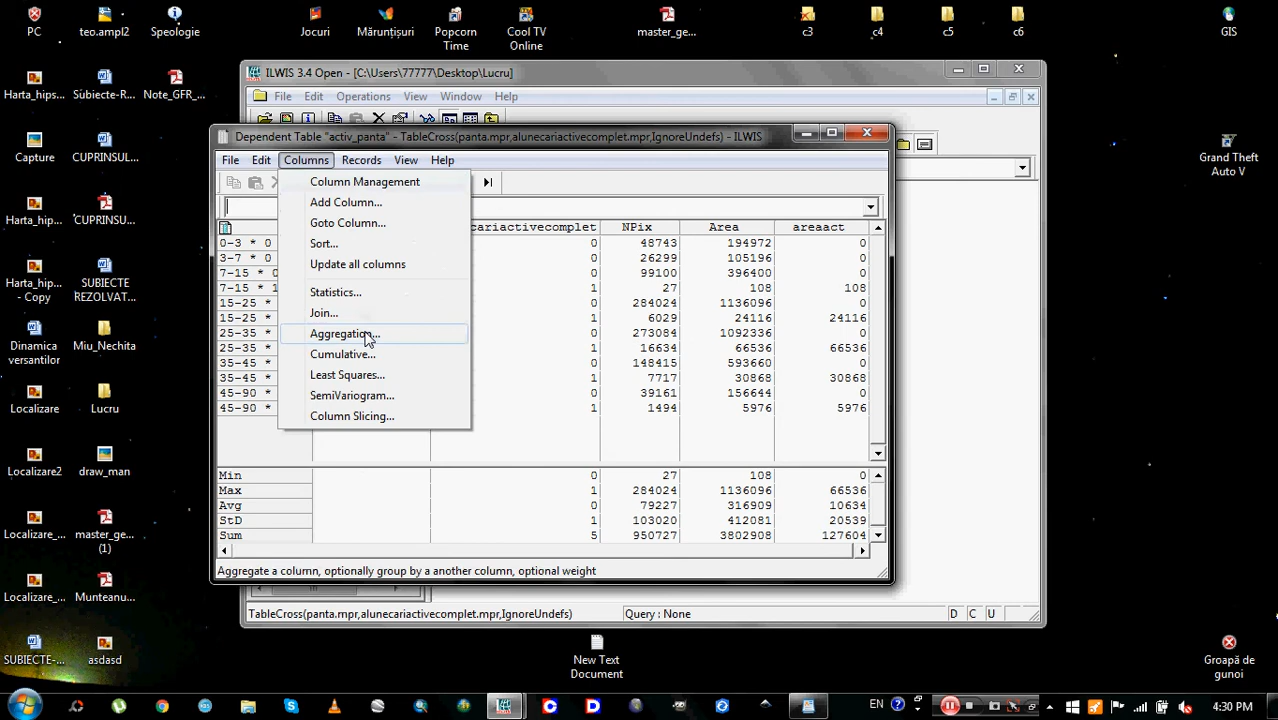 PC
teo.ampl2
Speologie
Jocuri
Mărunțișuri
Popcorn
Time
Cool TV
Online
master_ge...
c3
c4
c5
c6
GIS
Harta_hips...
Subiecte-R...
Note_GFR_...
Capture
CUPRINSUL...
Harta_hip...
CUPRINSU...
Harta_hip...
- Copy
SUBIECTE
REZOLVAT...
Dinamica
versantilor
Miu_Nechita
Localizare
Lucru
Localizare2
draw_man
Localizare_...
master_ge...
(1)
Localizare_...
Munteanu...
SUBIECTE-...
asdasd
New Text
Document
Grand Theft
Auto V
Groapă de
gunoi
ILWIS 3.4 Open - [C:\Users\77777\Desktop\Lucru]
File Edit Operations View Window Help
Dependent Table "activ_panta" - TableCross(panta.mpr,alunecariactivecomplet.mpr,IgnoreUndefs) - ILWIS
File Edit Columns Records View Help
Column Management
Add Column...
Goto Column...
Sort...
Update all columns
Statistics...
Join...
Aggregation...
Cumulative...
Least Squares...
SemiVariogram...
Column Slicing...
cariactivecomplet NPix Area areaact
0-3 * 0 0 48743 194972 0
3-7 * 0 0 26299 105196 0
7-15 * 0 0 99100 396400 0
7-15 * 1 1 27 108 108
15-25 * 0 284024 1136096 0
15-25 * 1 6029 24116 24116
25-35 * 0 273084 1092336 0
25-35 * 1 16634 66536 66536
35-45 * 0 148415 593660 0
35-45 * 1 7717 30868 30868
45-90 * 0 39161 156644 0
45-90 * 1 1494 5976 5976
Min 0 27 108 0
Max 1 284024 1136096 66536
Avg 0 79227 316909 10634
StD 1 103020 412081 20539
Sum 5 950727 3802908 127604
Aggregate a column, optionally group by a another column, optional weight
TableCross(panta.mpr,alunecariactivecomplet.mpr,IgnoreUndefs) Query : None D C U
EN 4:30 PM